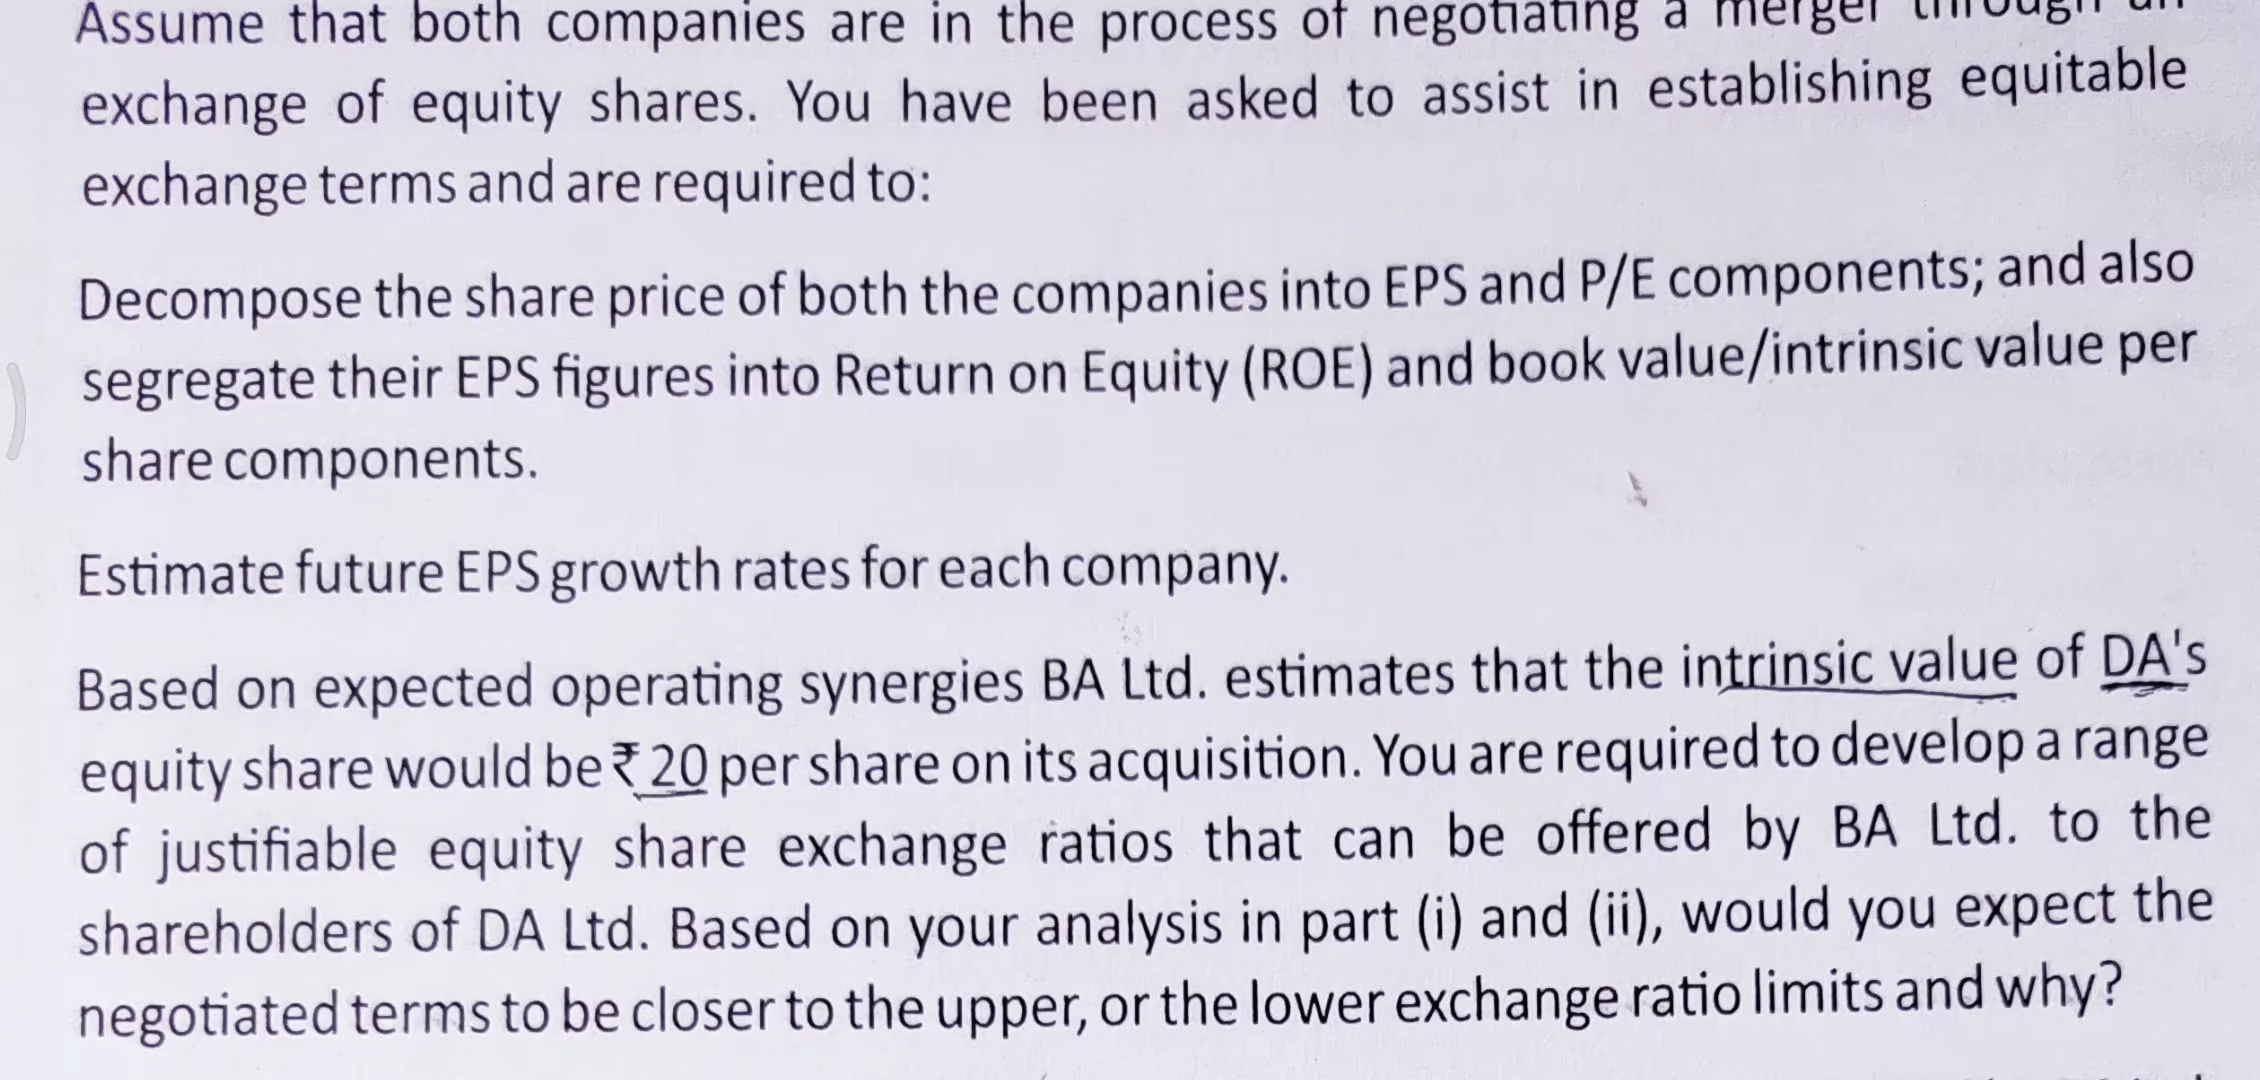 Assume that both companies are in the process of negotiating a merger through an
exchange of equity shares. You have been asked to assist in establishing equitable
exchange terms and are required to:
Decompose the share price of both the companies into EPS and P/E components; and also
segregate their EPS figures into Return on Equity (ROE) and book value/intrinsic value per
share components.
Estimate future EPS growth rates for each company.
Based on expected operating synergies BA Ltd. estimates that the intrinsic value of DA's
equity share would be ₹ 20 per share on its acquisition. You are required to develop a range
of justifiable equity share exchange ratios that can be offered by BA Ltd. to the
shareholders of DA Ltd. Based on your analysis in part (i) and (ii), would you expect the
negotiated terms to be closer to the upper, or the lower exchange ratio limits and why?